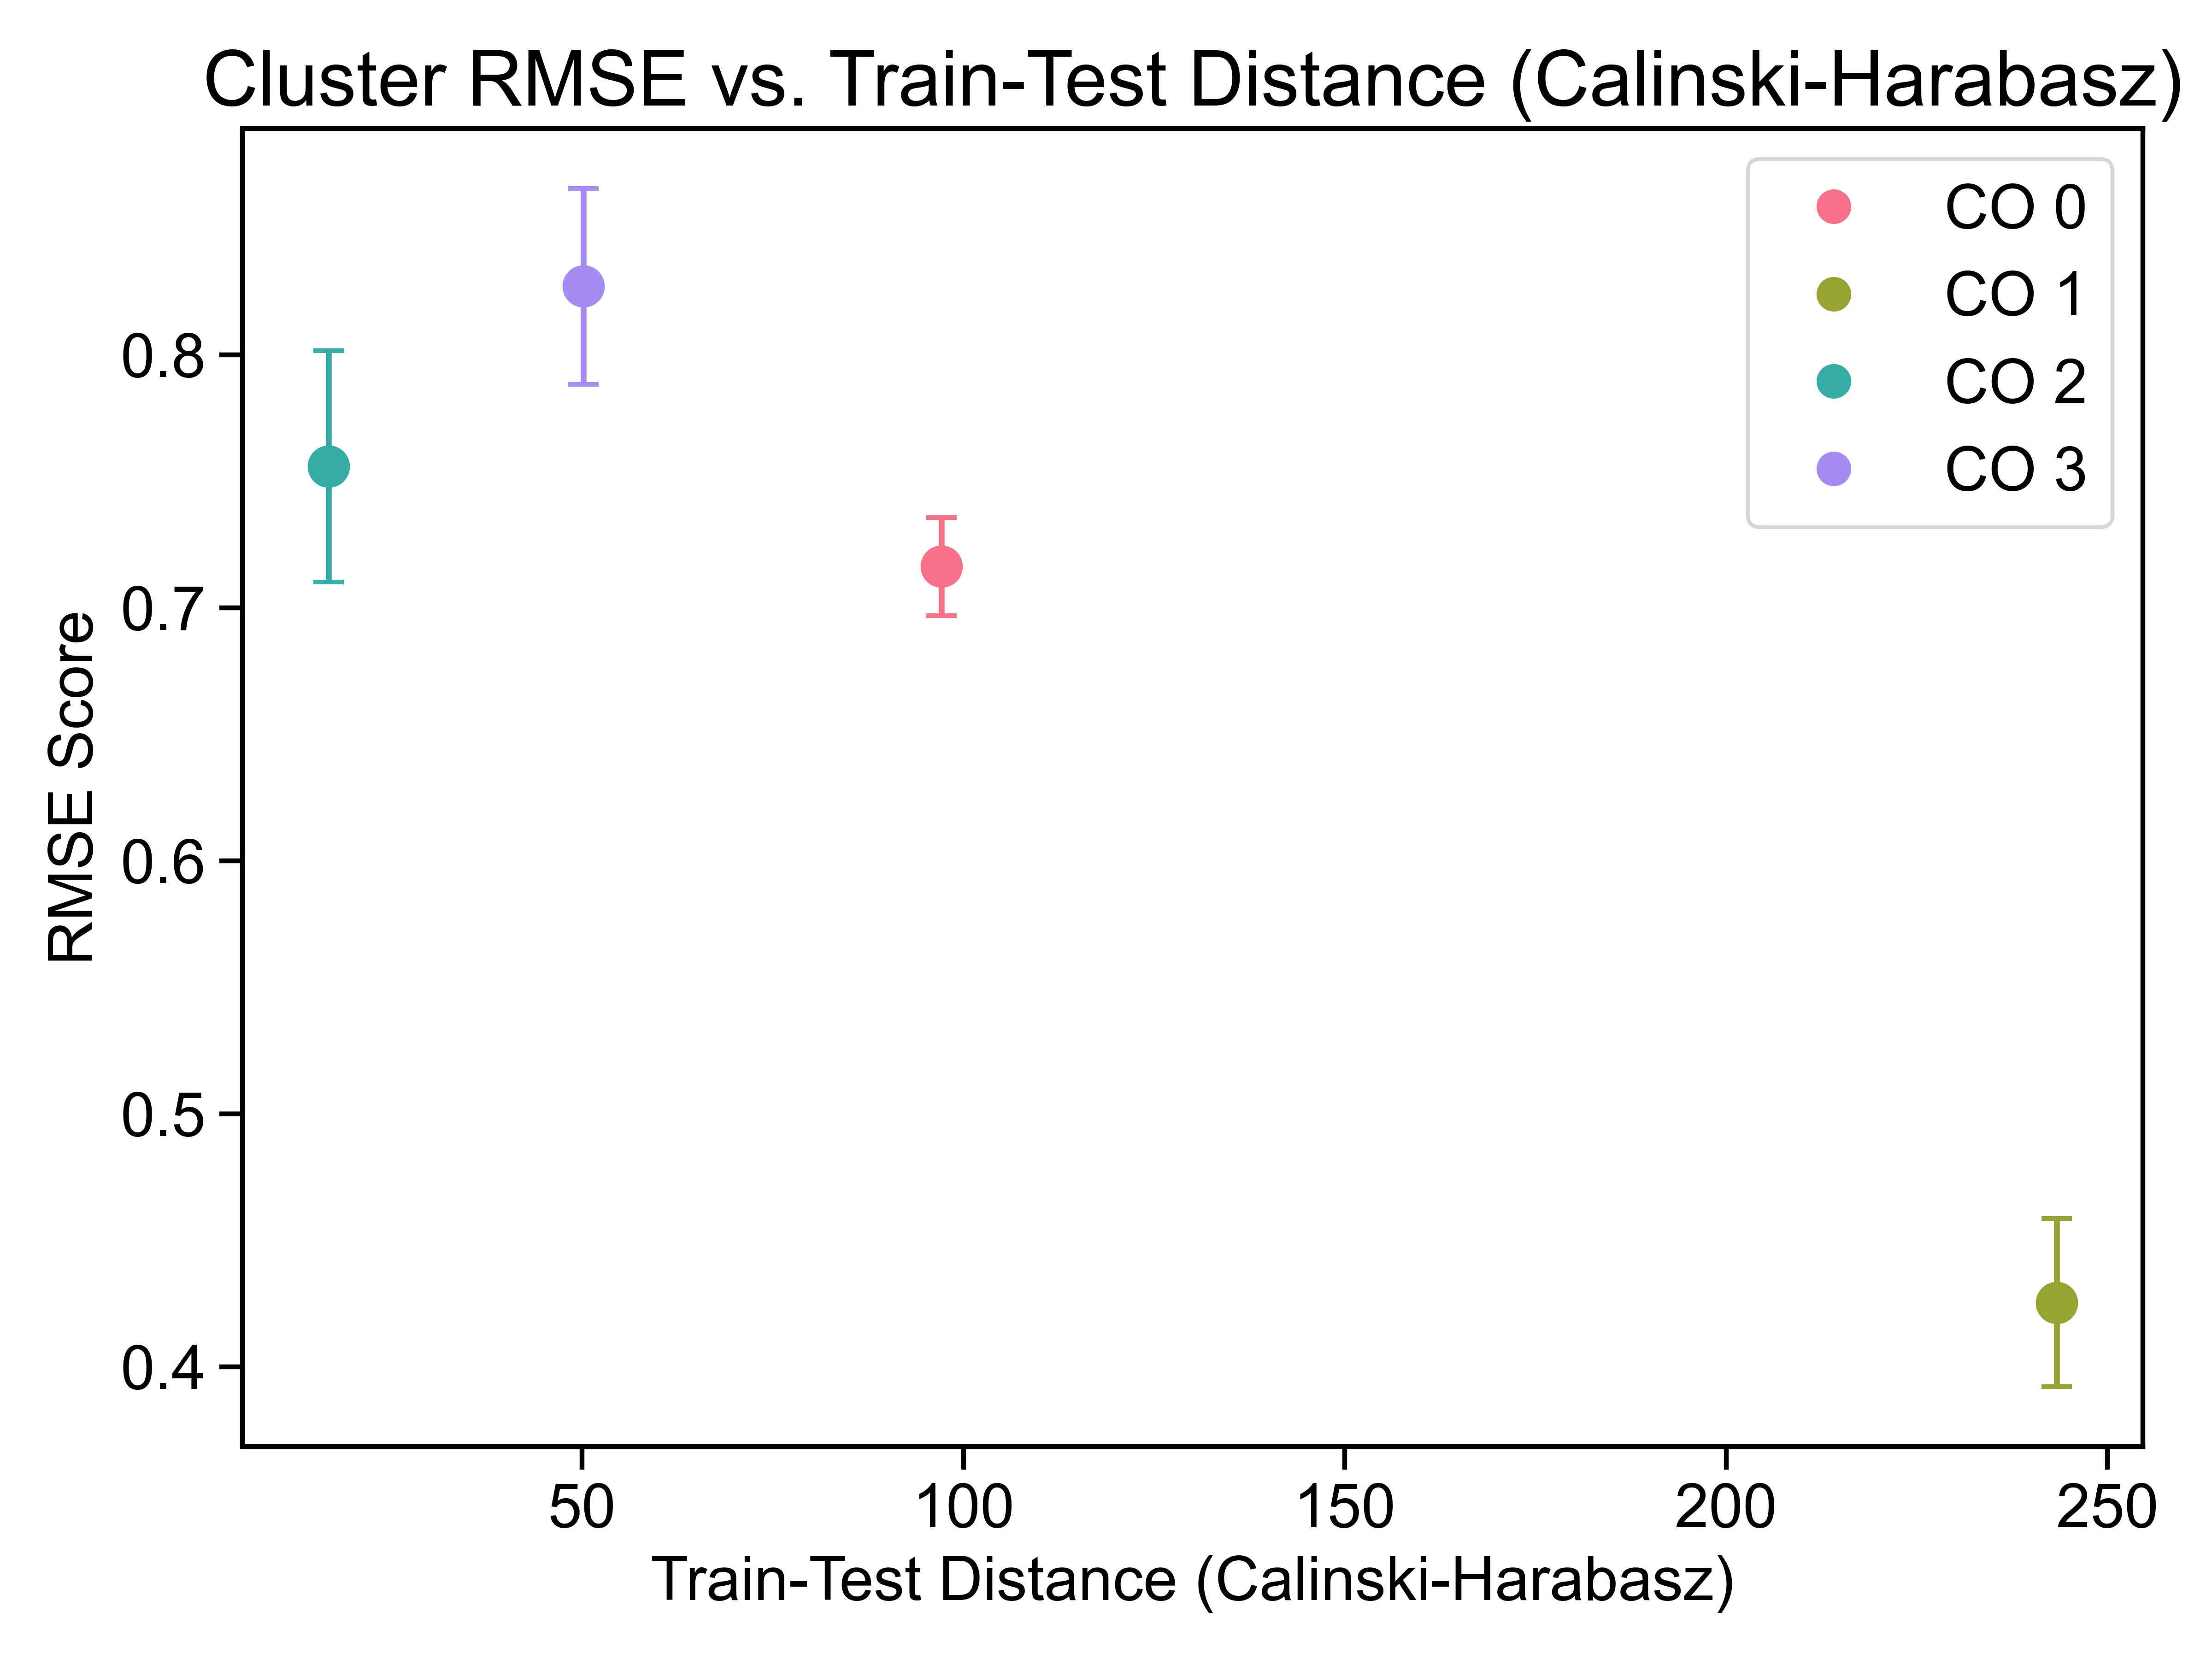 Cluster RMSE vs. Train-Test Distance (Calinski-Harabasz)
CO 0
CO 1
CO 2
CO 3
RMSE Score
0.8
0.7
0.6
0.5
0.4
50 100 150 200 250
Train-Test Distance (Calinski-Harabasz)